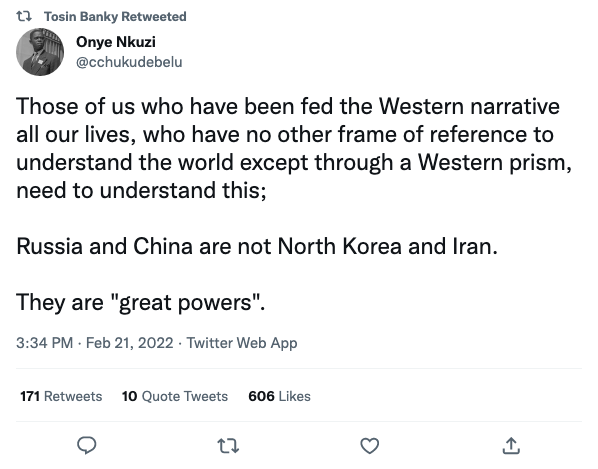 Tosin Banky Retweeted
Onye Nkuzi
@cchukudebelu
Those of us who have been fed the Western narrative
all our lives, who have no other frame of reference to
understand the world except through a Western prism,
need to understand this;
Russia and China are not North Korea and Iran.
They are "great powers".
3:34 PM · Feb 21, 2022 · Twitter Web App
171 Retweets 10 Quote Tweets 606 Likes